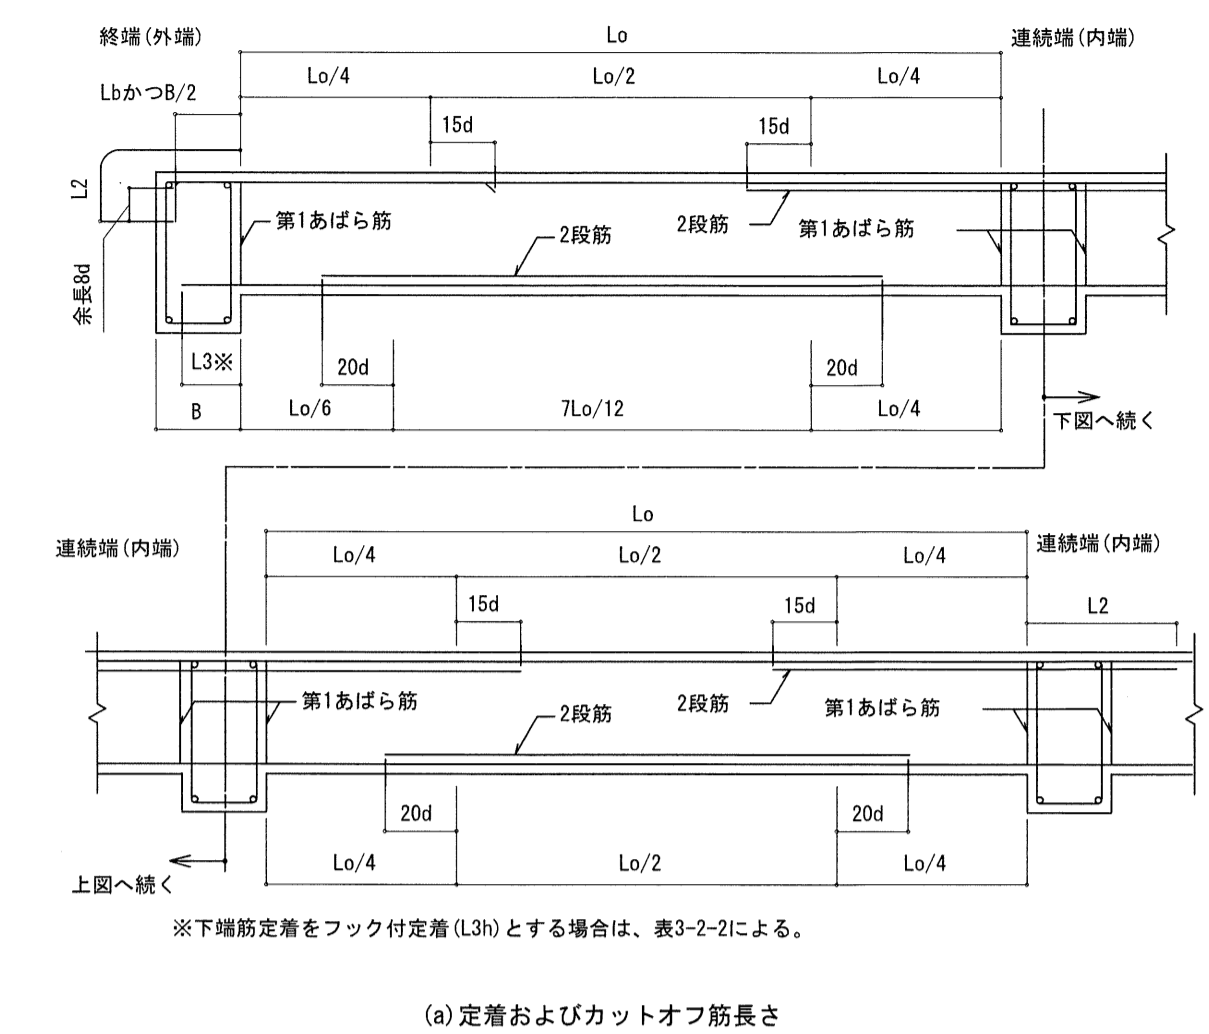 終端(外端)
Lo
連続端(内端)
Lo/4
Lo/2
Lo/4
LbかつB/2
15d
15d
L2
余長8d
第1あばら筋
2段筋
2段筋
第1あばら筋
L3※
20d
20d
B
Lo/6
7Lo/12
Lo/4
下図へ続く
Lo
連続端(内端)
連続端(内端)
Lo/4
Lo/2
Lo/4
15d
15d
L2
第1あばら筋
2段筋
2段筋
第1あばら筋
20d
20d
Lo/4
Lo/2
Lo/4
上図へ続く
※下端筋定着をフック付定着(L3h)とする場合は、表3-2-2による。
(a)定着およびカットオフ筋長さ